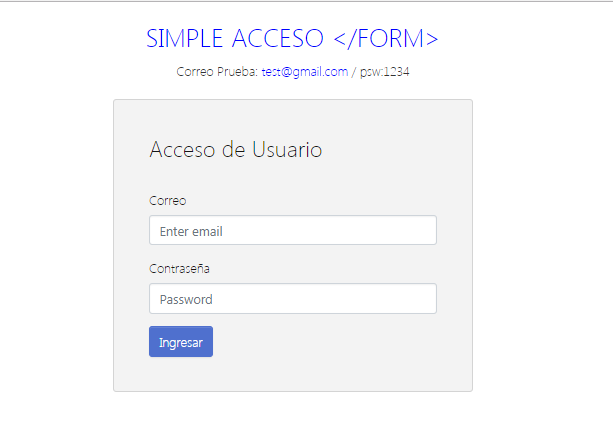 SIMPLE ACCESO </FORM>
Correo Prueba: test@gmail.com / psw:1234
Acceso de Usuario
Correo
Enter email
Contraseña
Password
Ingresar